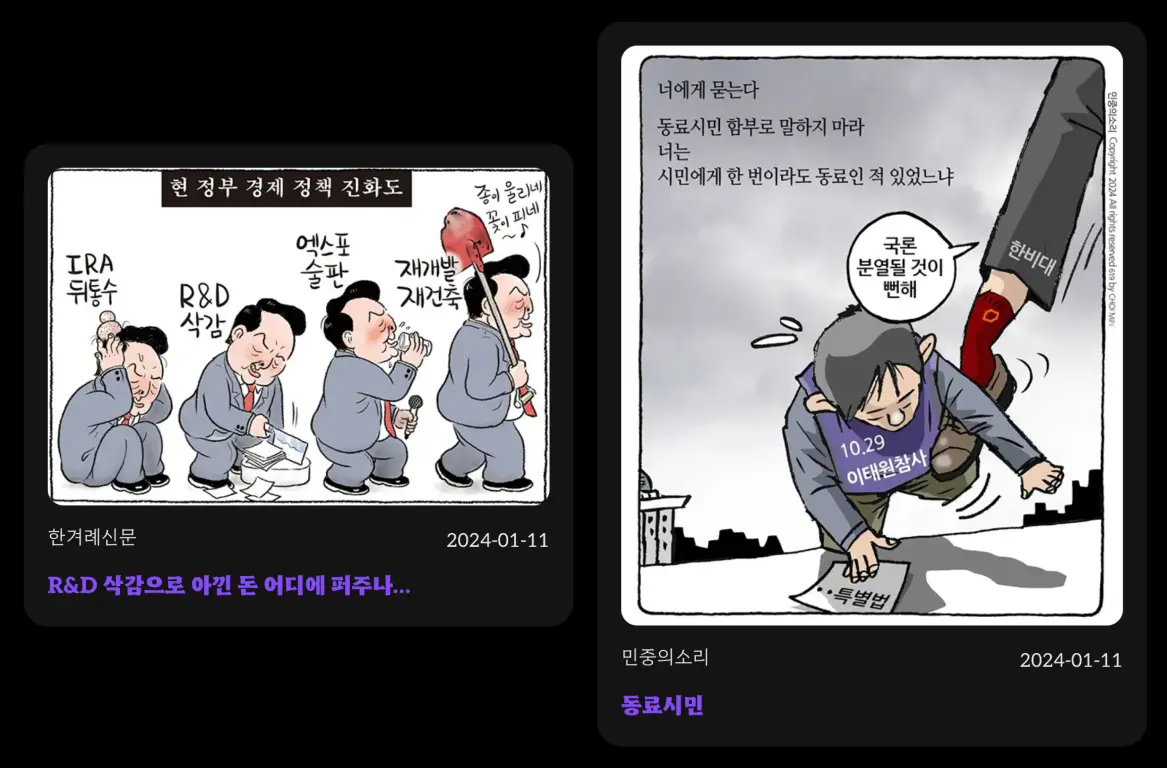 현 정부 경제 정책 진화도
IRA
뒤통수
R&D
삭감
엑스포
술판
재개발
재건축
종이 울리네
꽃이 피네
~♪
한겨레신문
2024-01-11
R&D 삭감으로 아낀 돈 어디에 퍼주나...
너에게 묻는다
동료시민 함부로 말하지 마라
너는
시민에게 한 번이라도 동료인 적 있었느냐
국론
분열될 것이
뻔해
한비대
10.29
이태원참사
특별법
민중의소리 Copyright 2024 All rights reserved 619 by CHOI MIN
민중의소리
2024-01-11
동료시민